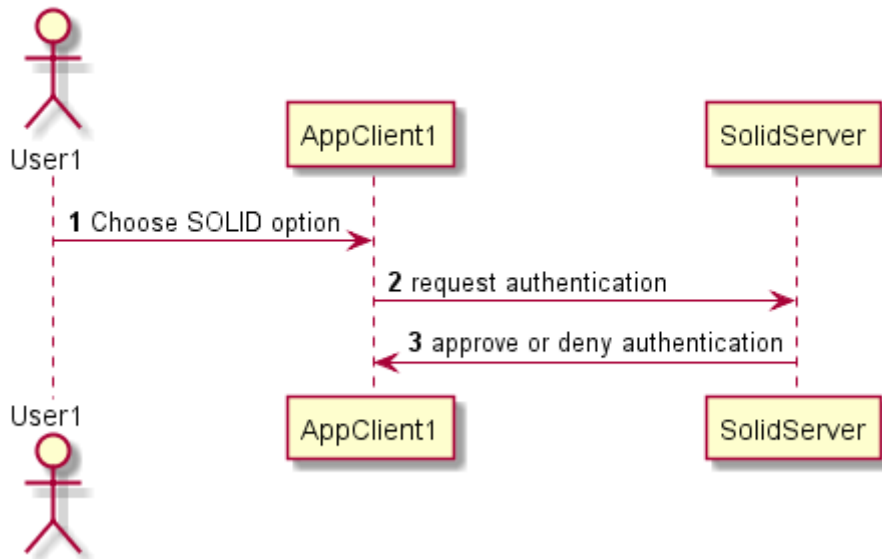 User1
AppClient1
SolidServer
1 Choose SOLID option
2 request authentication
3 approve or deny authentication
User1
AppClient1
SolidServer